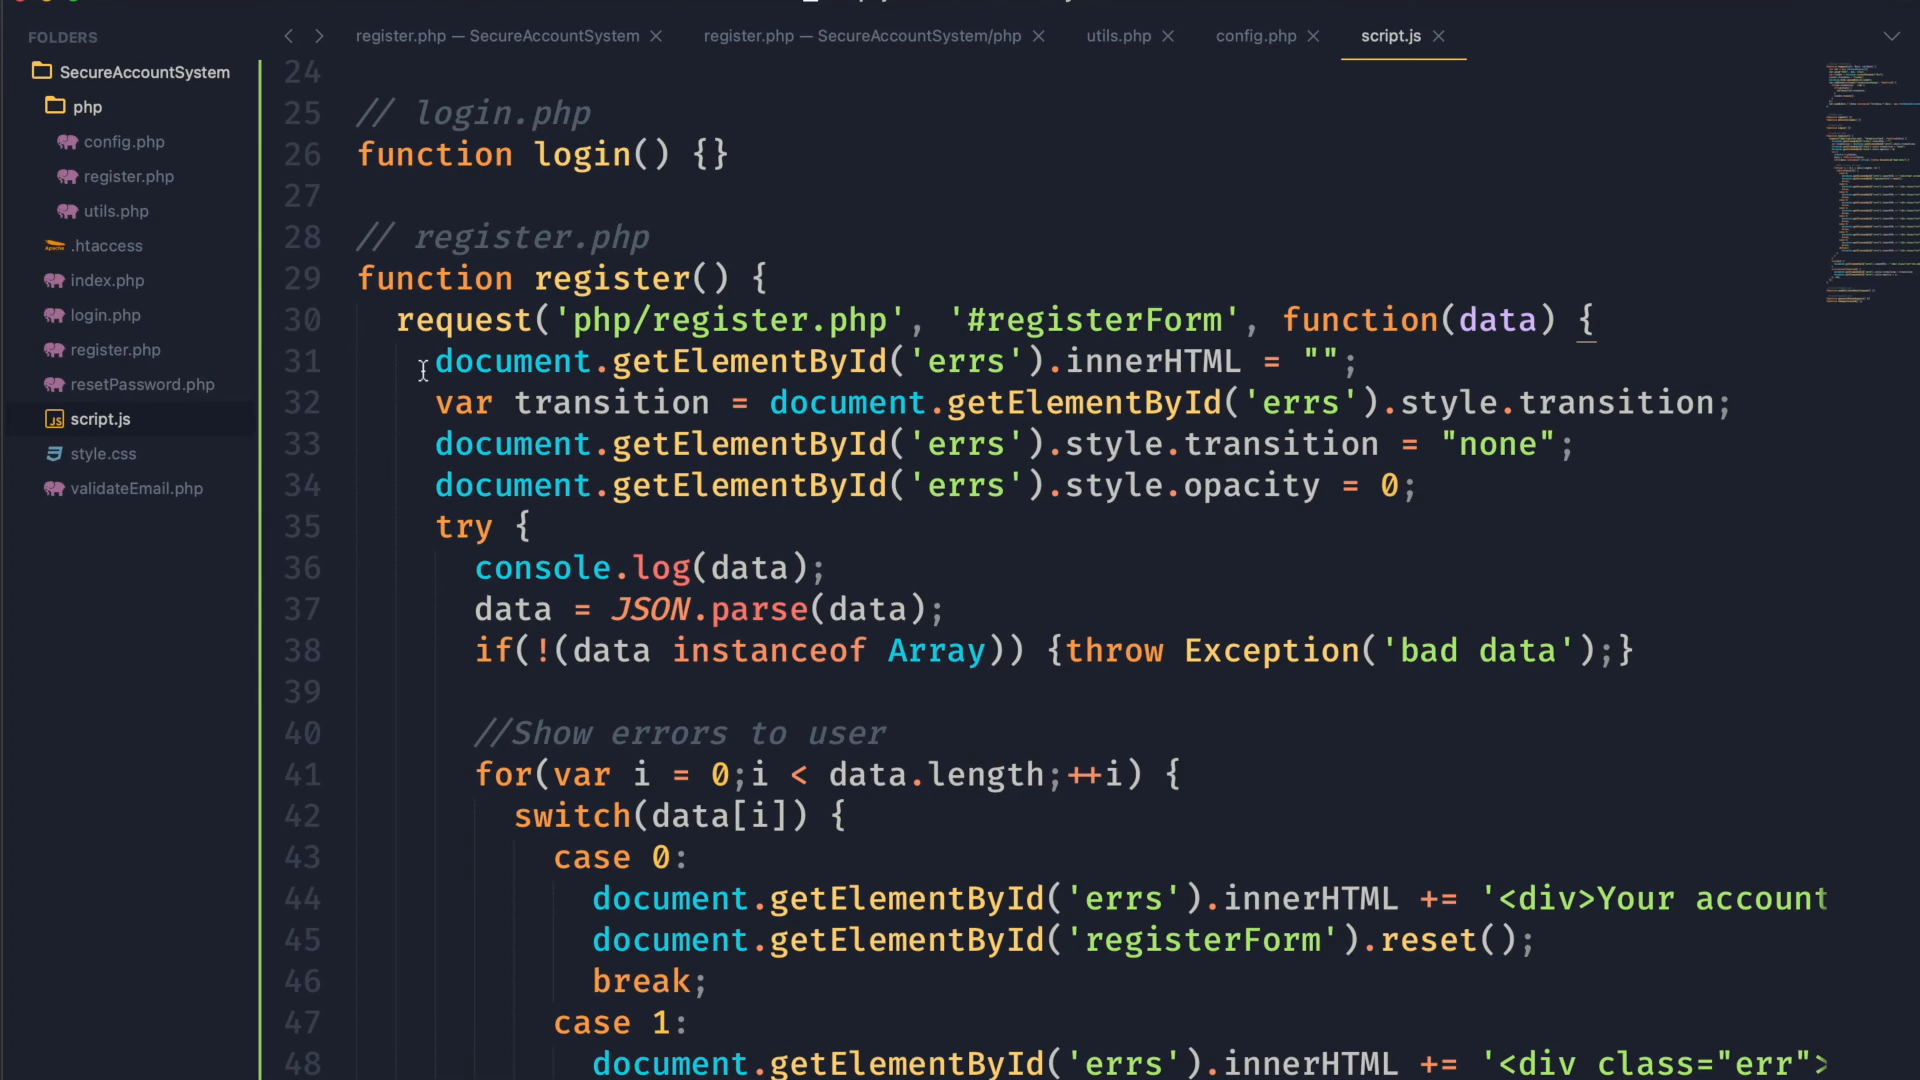 FOLDERS
SecureAccountSystem
php
config.php
register.php
utils.php
.htaccess
index.php
login.php
register.php
resetPassword.php
script.js
style.css
validateEmail.php
register.php — SecureAccountSystem
register.php — SecureAccountSystem/php
utils.php
config.php
script.js
24
25 // login.php
26 function login() {}
27
28 // register.php
29 function register() {
30 request('php/register.php', '#registerForm', function(data) {
31 document.getElementById('errs').innerHTML = "";
32 var transition = document.getElementById('errs').style.transition;
33 document.getElementById('errs').style.transition = "none";
34 document.getElementById('errs').style.opacity = 0;
35 try {
36 console.log(data);
37 data = JSON.parse(data);
38 if(!(data instanceof Array)) {throw Exception('bad data');}
39
40 //Show errors to user
41 for(var i = 0;i < data.length;++i) {
42 switch(data[i]) {
43 case 0:
44 document.getElementById('errs').innerHTML += '<div>Your account
45 document.getElementById('registerForm').reset();
46 break;
47 case 1:
48 document.getElementById('errs').innerHTML += '<div class="err">